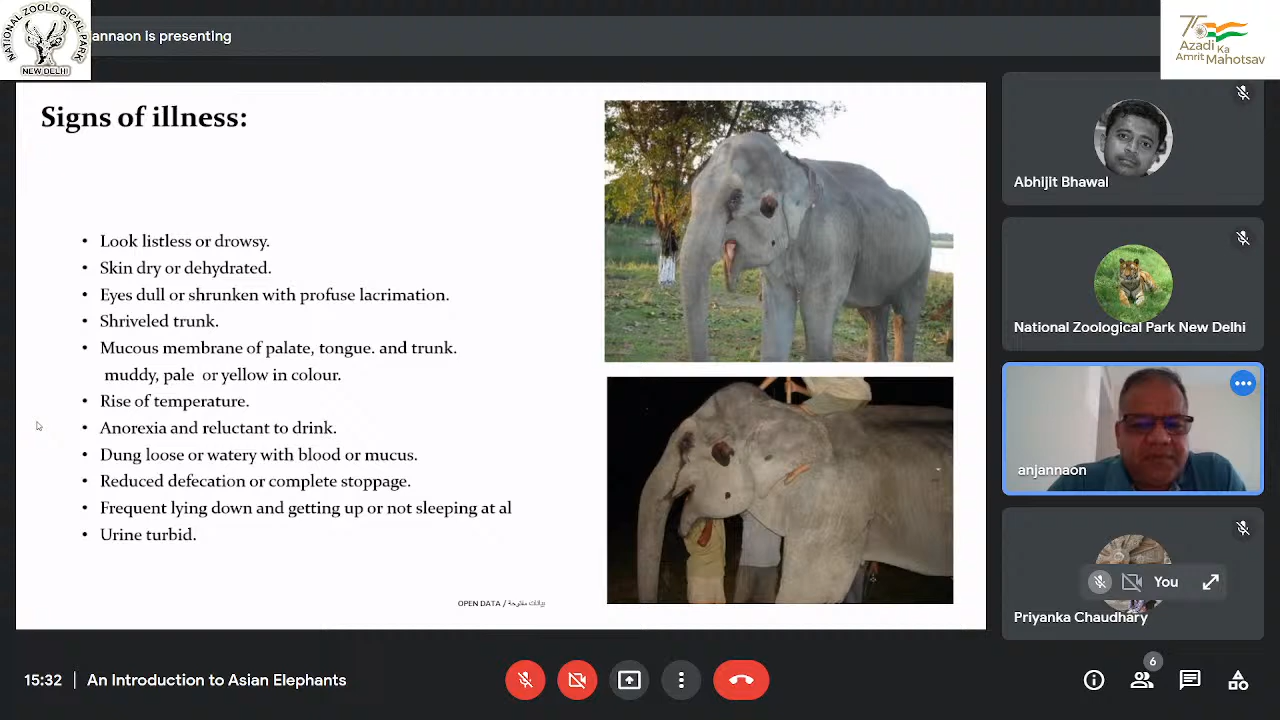 NATIONAL ZOOLOGICAL PARK
NEW DELHI
annaon is presenting
75
Azadi Ka
Amrit Mahotsav
Signs of illness:
• Look listless or drowsy.
• Skin dry or dehydrated.
• Eyes dull or shrunken with profuse lacrimation.
• Shriveled trunk.
• Mucous membrane of palate, tongue. and trunk.
muddy, pale or yellow in colour.
• Rise of temperature.
• Anorexia and reluctant to drink.
• Dung loose or watery with blood or mucus.
• Reduced defecation or complete stoppage.
• Frequent lying down and getting up or not sleeping at al
• Urine turbid.
OPEN DATA / بيانات مفتوحة
Abhijit Bhawal
National Zoological Park New Delhi
anjannaon
You
Priyanka Chaudhary
15:32 | An Introduction to Asian Elephants
6